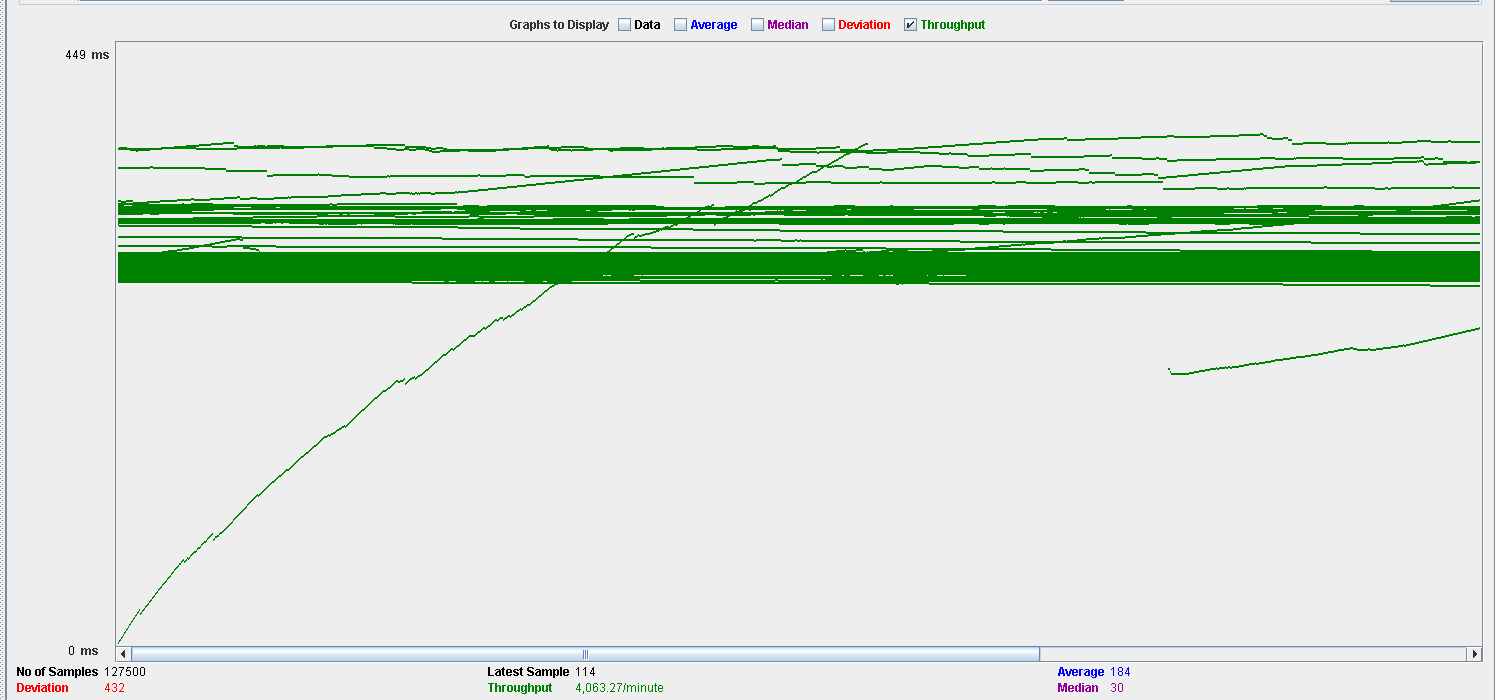 Graphs to Display Data Average Median Deviation Throughput
449 ms
0 ms
No of Samples 127500 Latest Sample 114 Average 184
Deviation 432 Throughput 4,063.27/minute Median 30